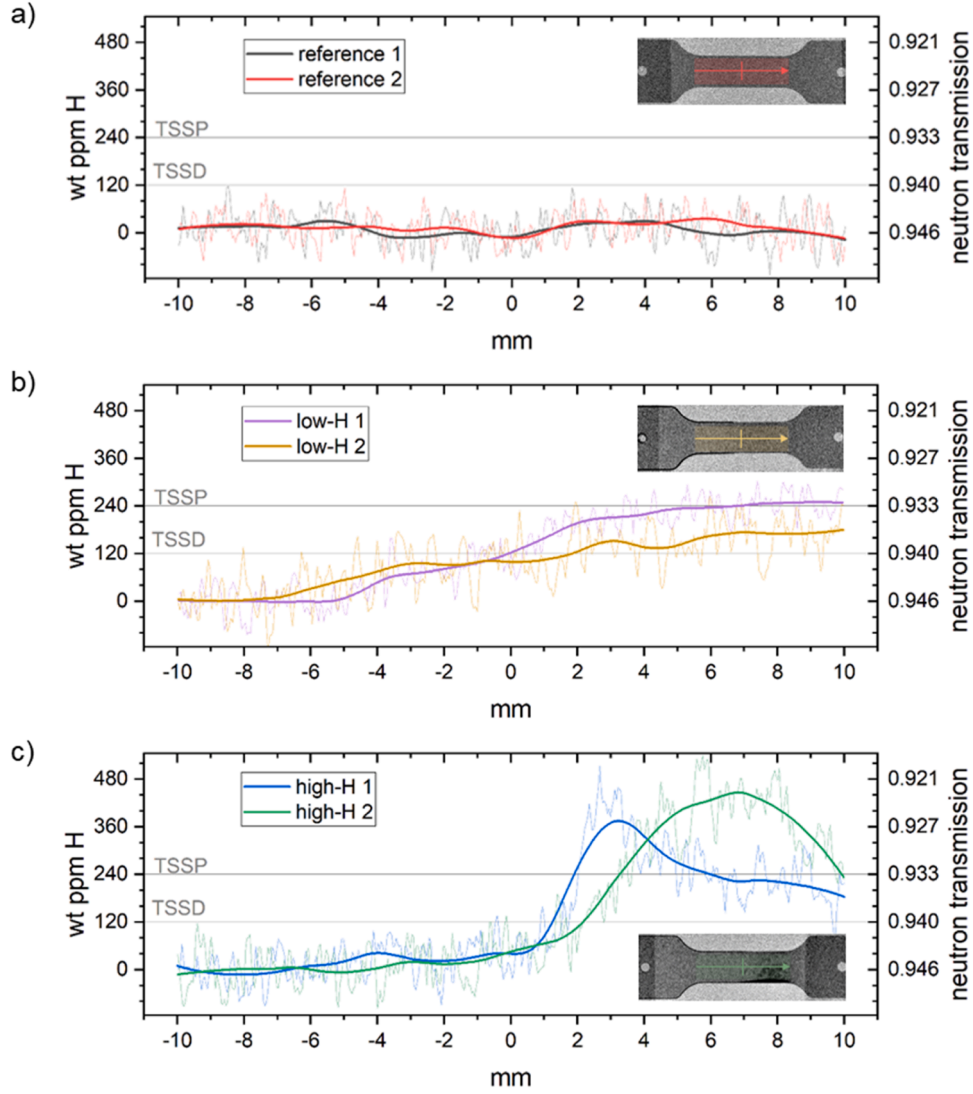 a)
480
360
240
120
0
wt ppm H
reference 1
reference 2
TSSP
TSSD
0.921
0.927
0.933
0.940
0.946
neutron transmission
-10 -8 -6 -4 -2 0 2 4 6 8 10
mm
b)
480
360
240
120
0
wt ppm H
low-H 1
low-H 2
TSSP
TSSD
0.921
0.927
0.933
0.940
0.946
neutron transmission
-10 -8 -6 -4 -2 0 2 4 6 8 10
mm
c)
480
360
240
120
0
wt ppm H
high-H 1
high-H 2
TSSP
TSSD
0.921
0.927
0.933
0.940
0.946
neutron transmission
-10 -8 -6 -4 -2 0 2 4 6 8 10
mm